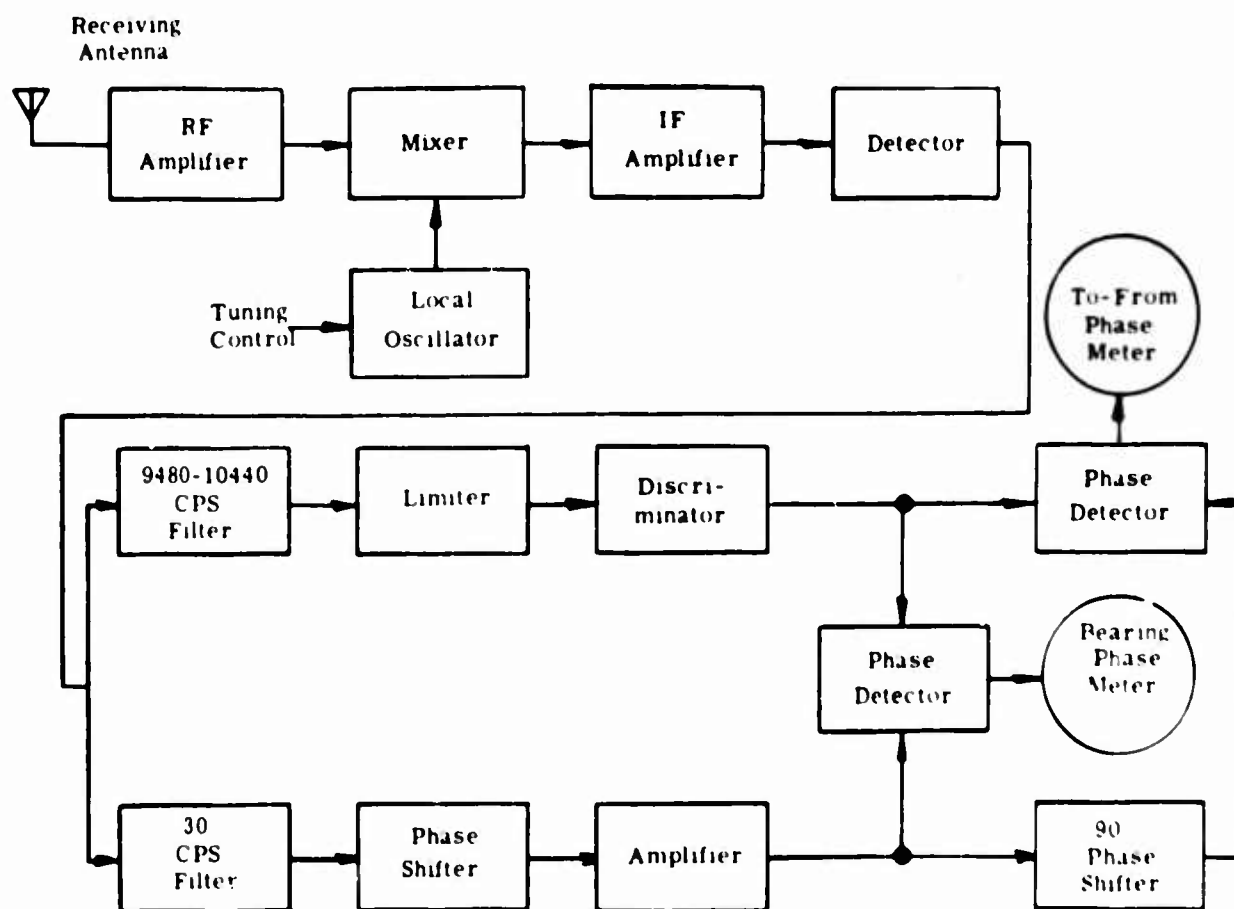 Receiving
Antenna
RF
Amplifier
Mixer
IF
Amplifier
Detector
Tuning
Control
Local
Oscillator
To-From
Phase
Meter
9480-10440
CPS
Filter
Limiter
Discri-
minator
Phase
Detector
Phase
Detector
Bearing
Phase
Meter
30
CPS
Filter
Phase
Shifter
Amplifier
90
Phase
Shifter